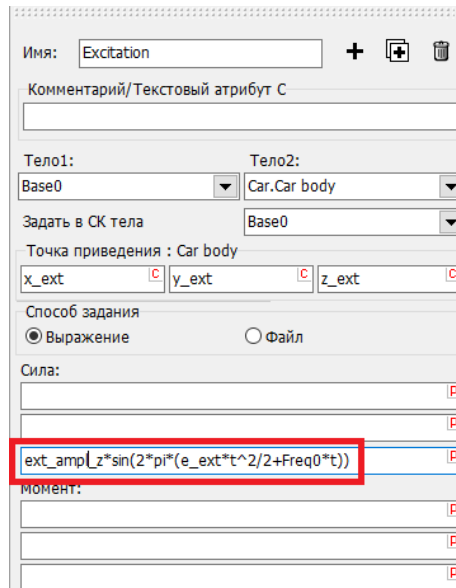 Имя: Excitation
Комментарий/Текстовый атрибут C
Тело1: Тело2:
Base0 Car.Car body
Задать в СК тела Base0
Точка приведения : Car body
x_ext C y_ext C z_ext C
Способ задания
Выражение Файл
Сила:
P
P
ext_ampl_z*sin(2*pi*(e_ext*t^2/2+Freq0*t)) P
Момент:
P
P
P